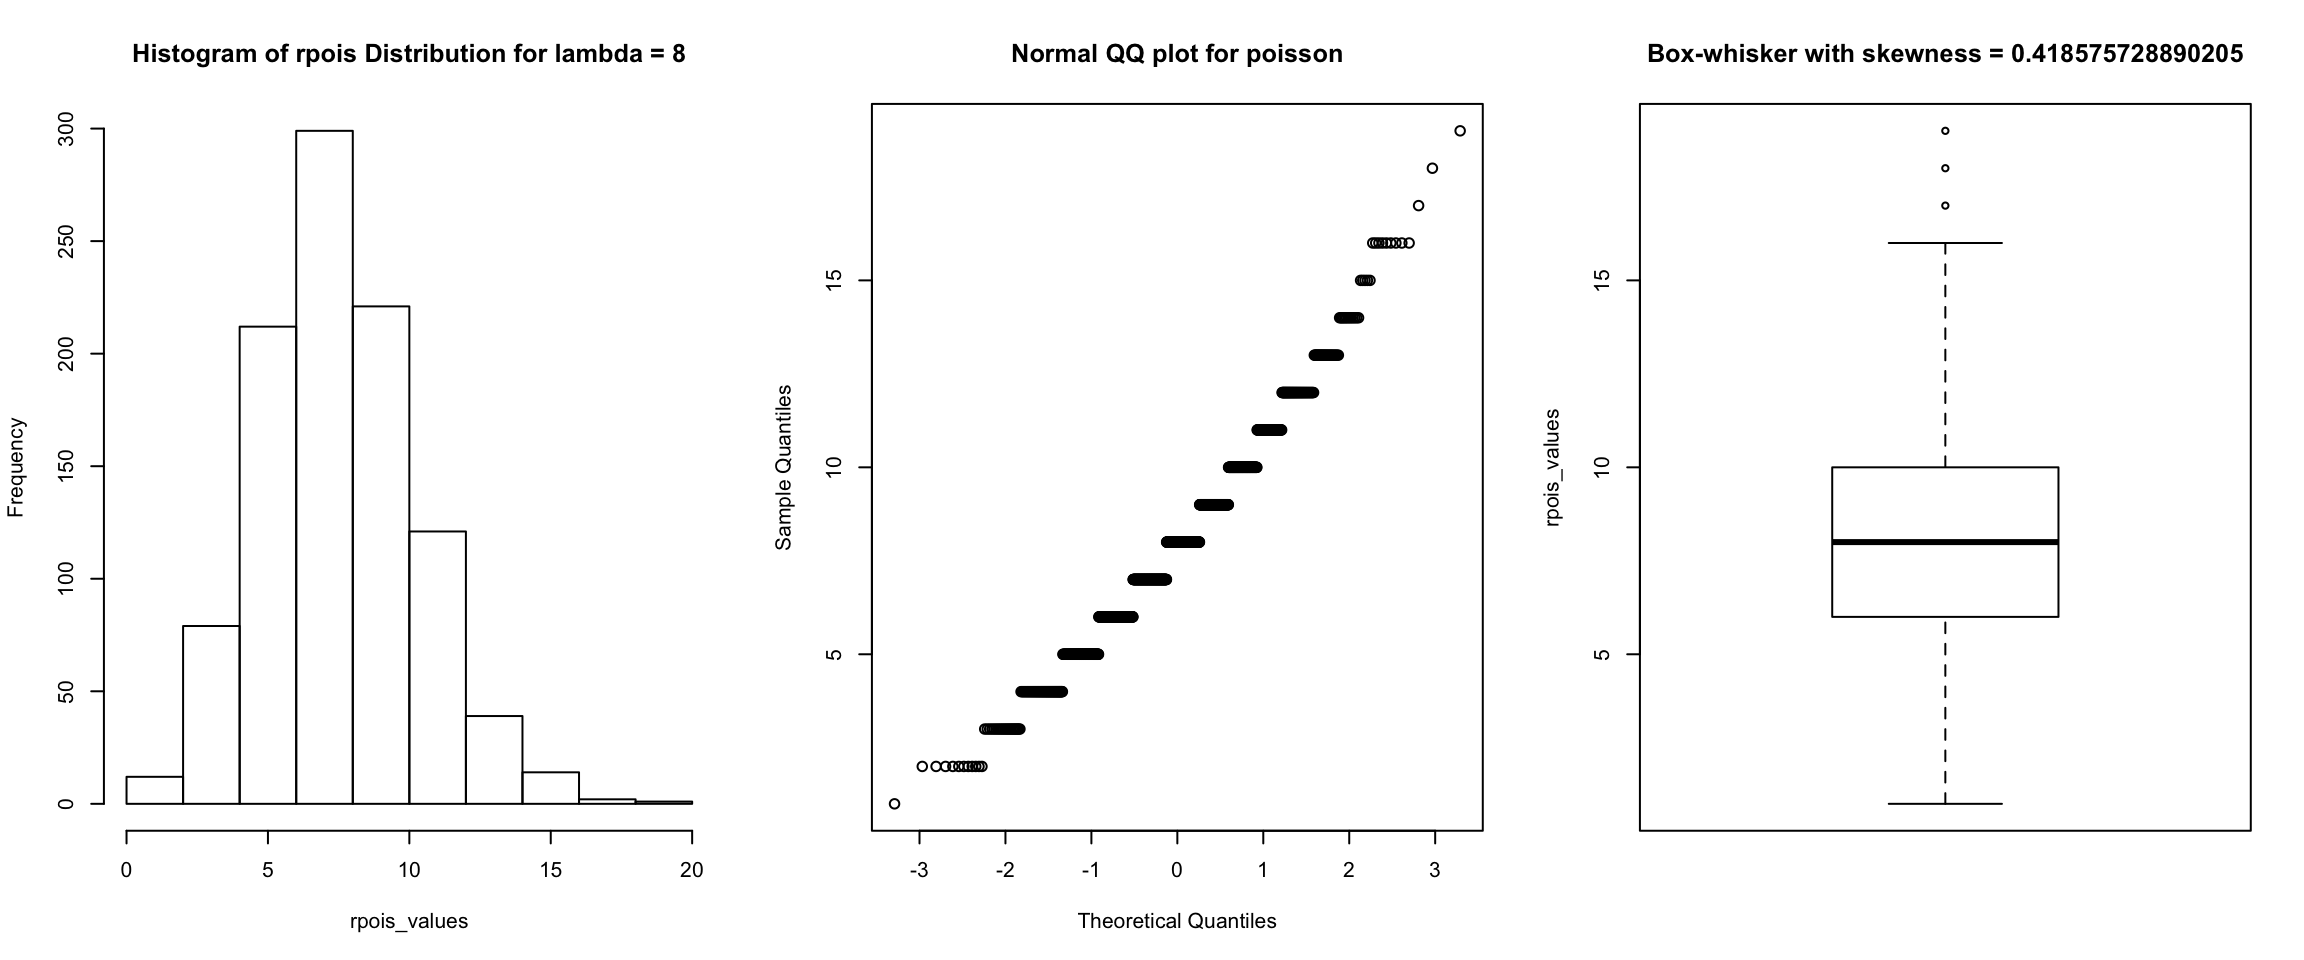 Histogram of rpois Distribution for lambda = 8
Frequency
300
250
200
150
100
50
0
0 5 10 15 20
rpois_values
Normal QQ plot for poisson
Sample Quantiles
15
10
5
-3 -2 -1 0 1 2 3
Theoretical Quantiles
Box-whisker with skewness = 0.418575728890205
rpois_values
15
10
5